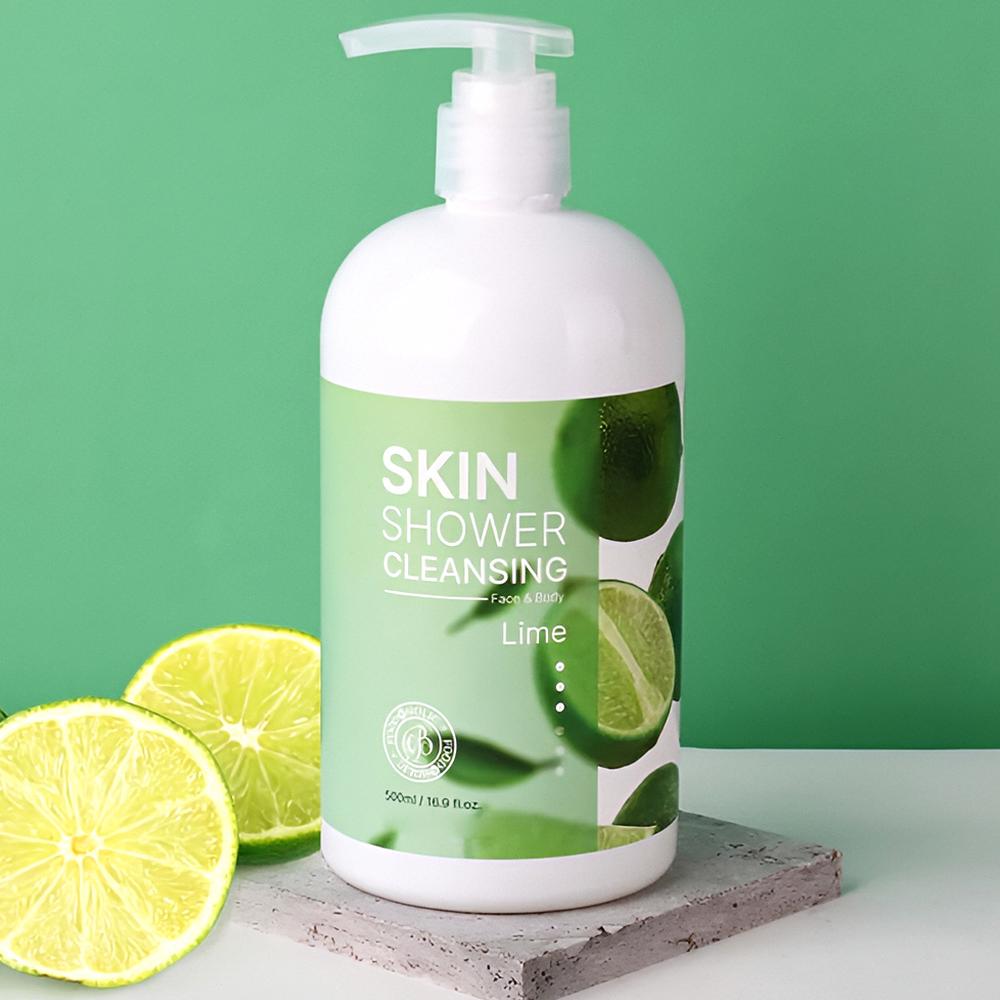 SKIN
SHOWER
CLEANSING
Face & Body
Lime
500ml / 16.9 fl.oz.